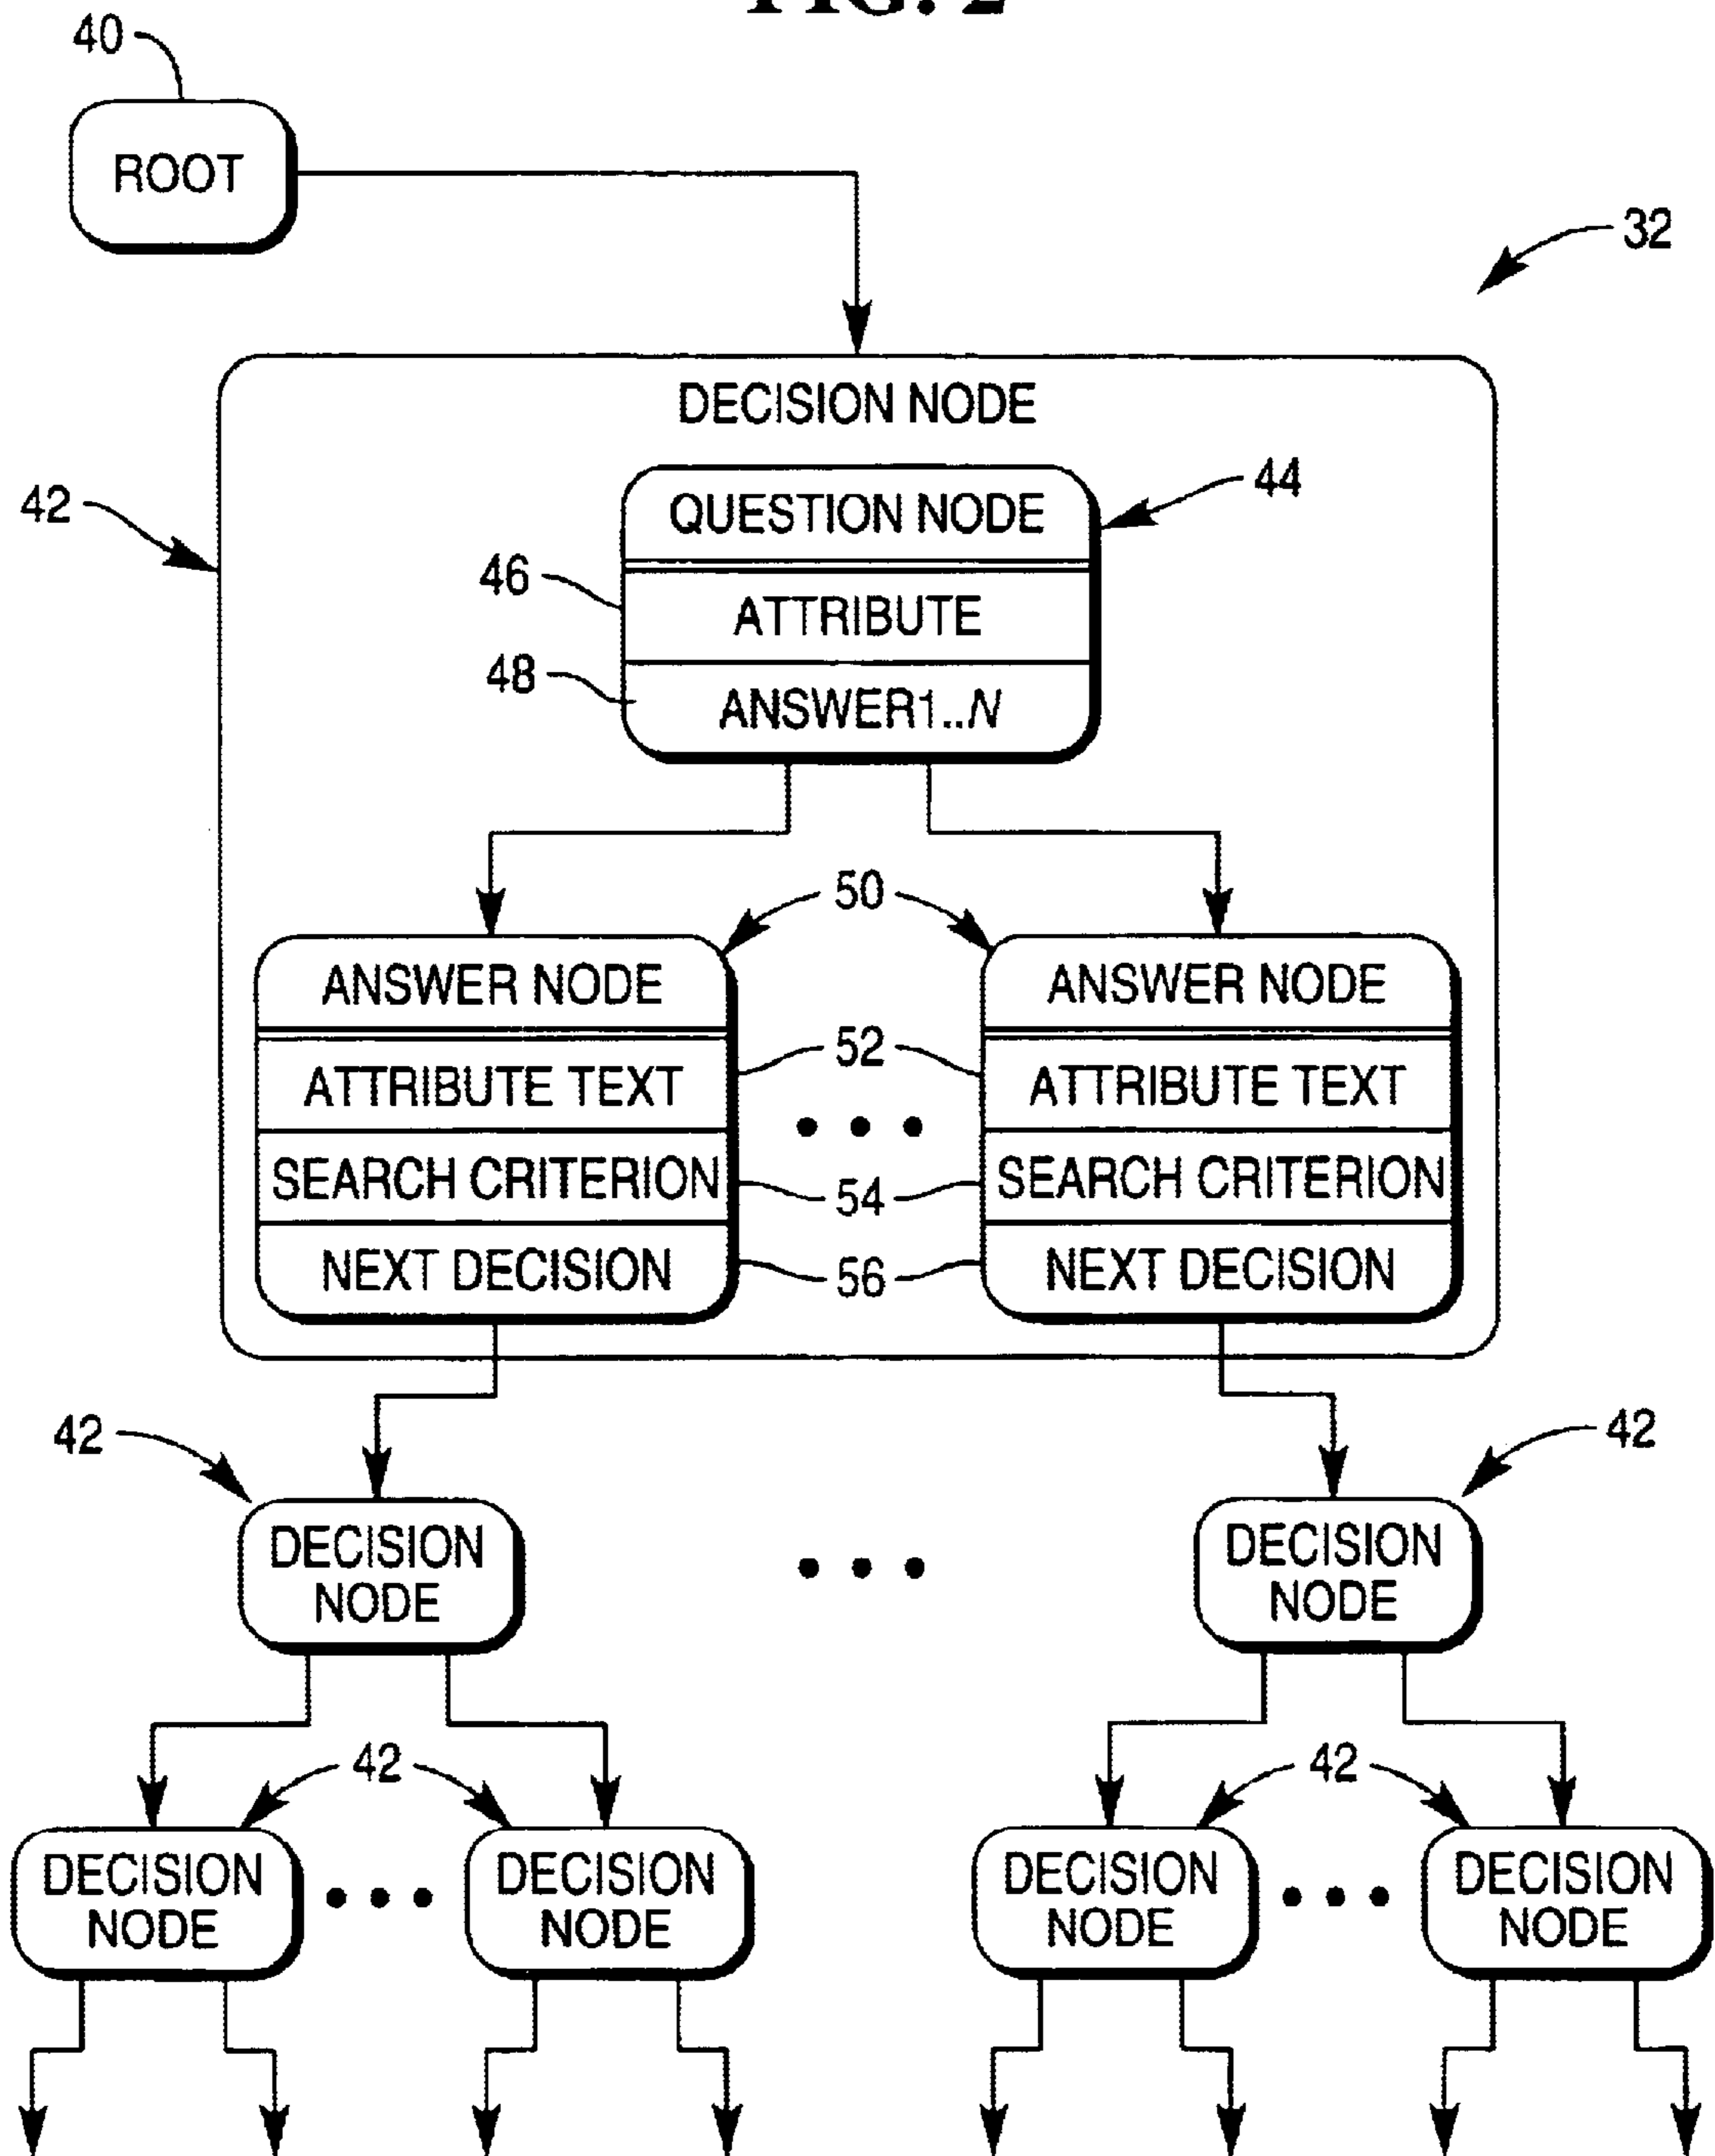 FIG. 2
40
ROOT
32
DECISION NODE
42
QUESTION NODE
44
46
ATTRIBUTE
48
ANSWER1..N
50
ANSWER NODE
ANSWER NODE
ATTRIBUTE TEXT
52
ATTRIBUTE TEXT
SEARCH CRITERION
54
SEARCH CRITERION
NEXT DECISION
56
NEXT DECISION
42
42
DECISION
NODE
DECISION
NODE
42
42
DECISION
NODE
DECISION
NODE
DECISION
NODE
DECISION
NODE